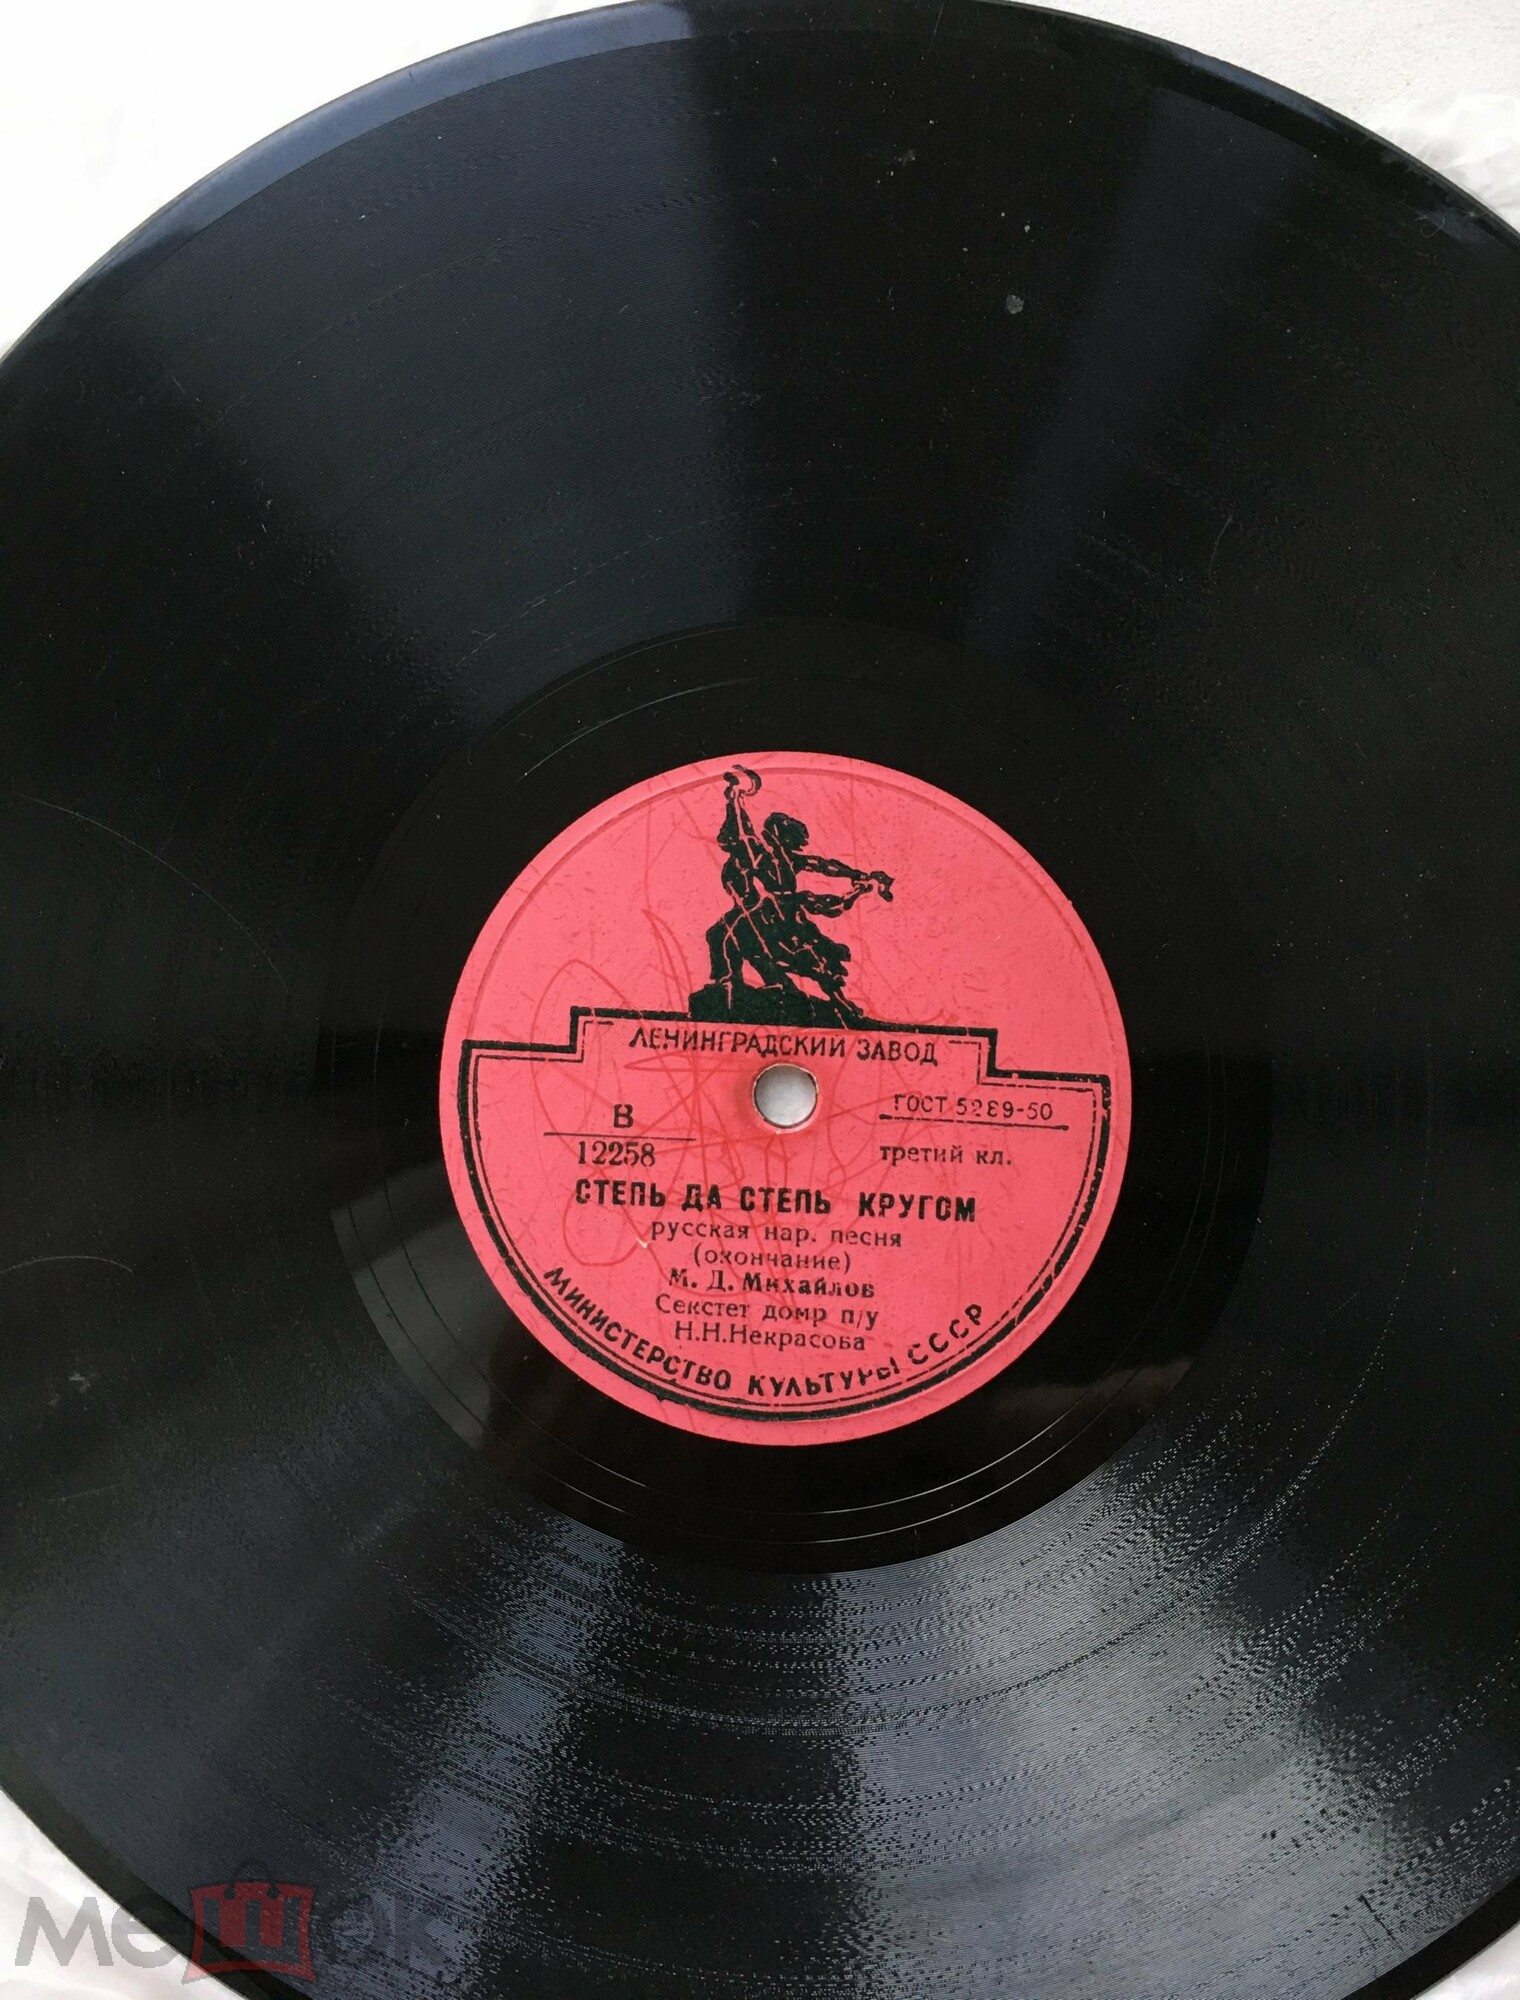 ЛЕНИНГРАДСКИЙ ЗАВОД
В
12258
ГОСТ 5289-50
третий кл.
СТЕПЬ ДА СТЕПЬ КРУГОМ
русская нар. песня
(окончание)
М. Д. Михайлов
Секстет домр п/у
Н.Н.Некрасова
МИНИСТЕРСТВО КУЛЬТУРЫ СССР
мешок